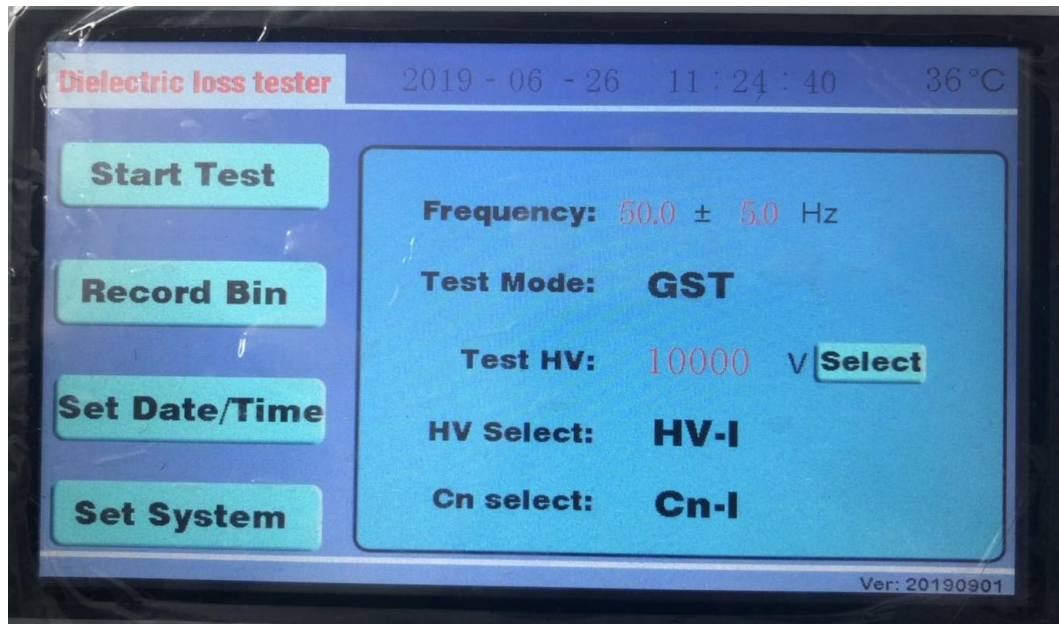 Dielectric loss tester 2019 - 06 - 26 11 : 24 : 40 36°C
Start Test
Record Bin
Set Date/Time
Set System
Frequency: 50.0 ± 5.0 Hz
Test Mode: GST
Test HV: 10000 V Select
HV Select: HV-I
Cn select: Cn-I
Ver: 20190901